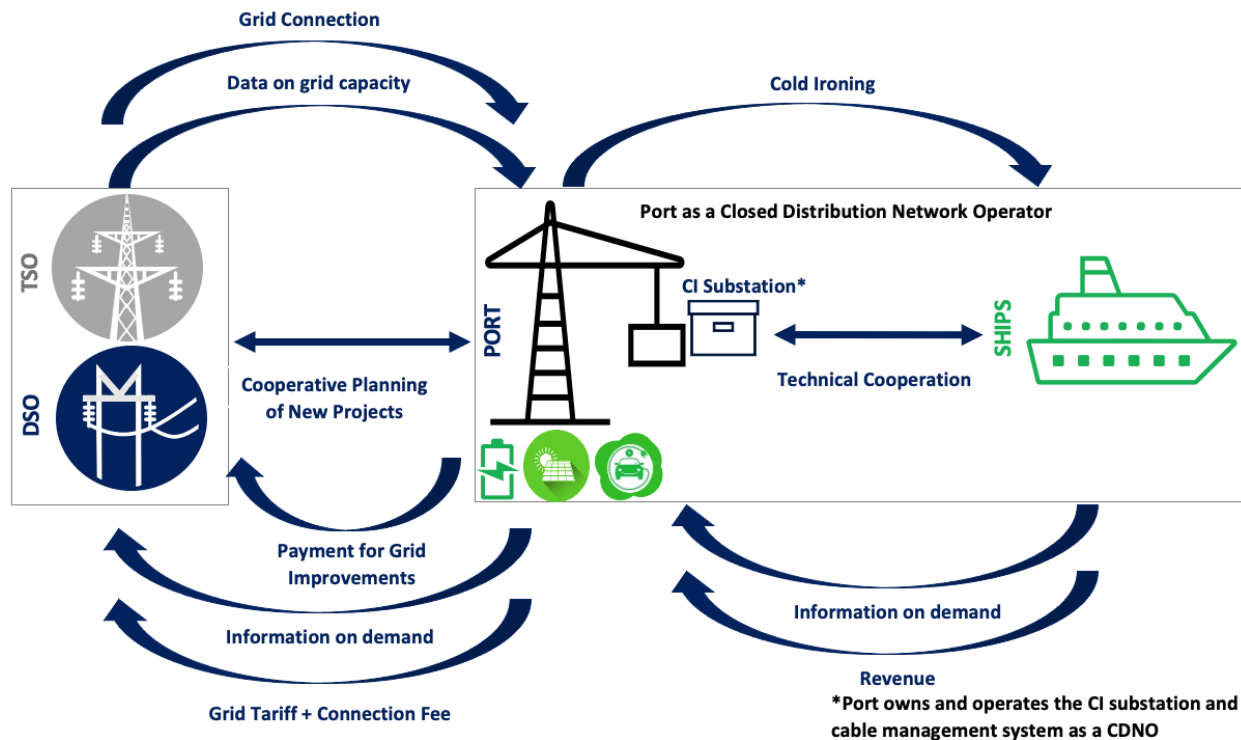 Grid Connection
Data on grid capacity
Cold Ironing
Port as a Closed Distribution Network Operator
TSO
DSO
PORT
CI Substation*
SHIPS
Cooperative Planning
of New Projects
Technical Cooperation
Payment for Grid
Improvements
Information on demand
Grid Tariff + Connection Fee
Information on demand
Revenue
*Port owns and operates the CI substation and
cable management system as a CDNO